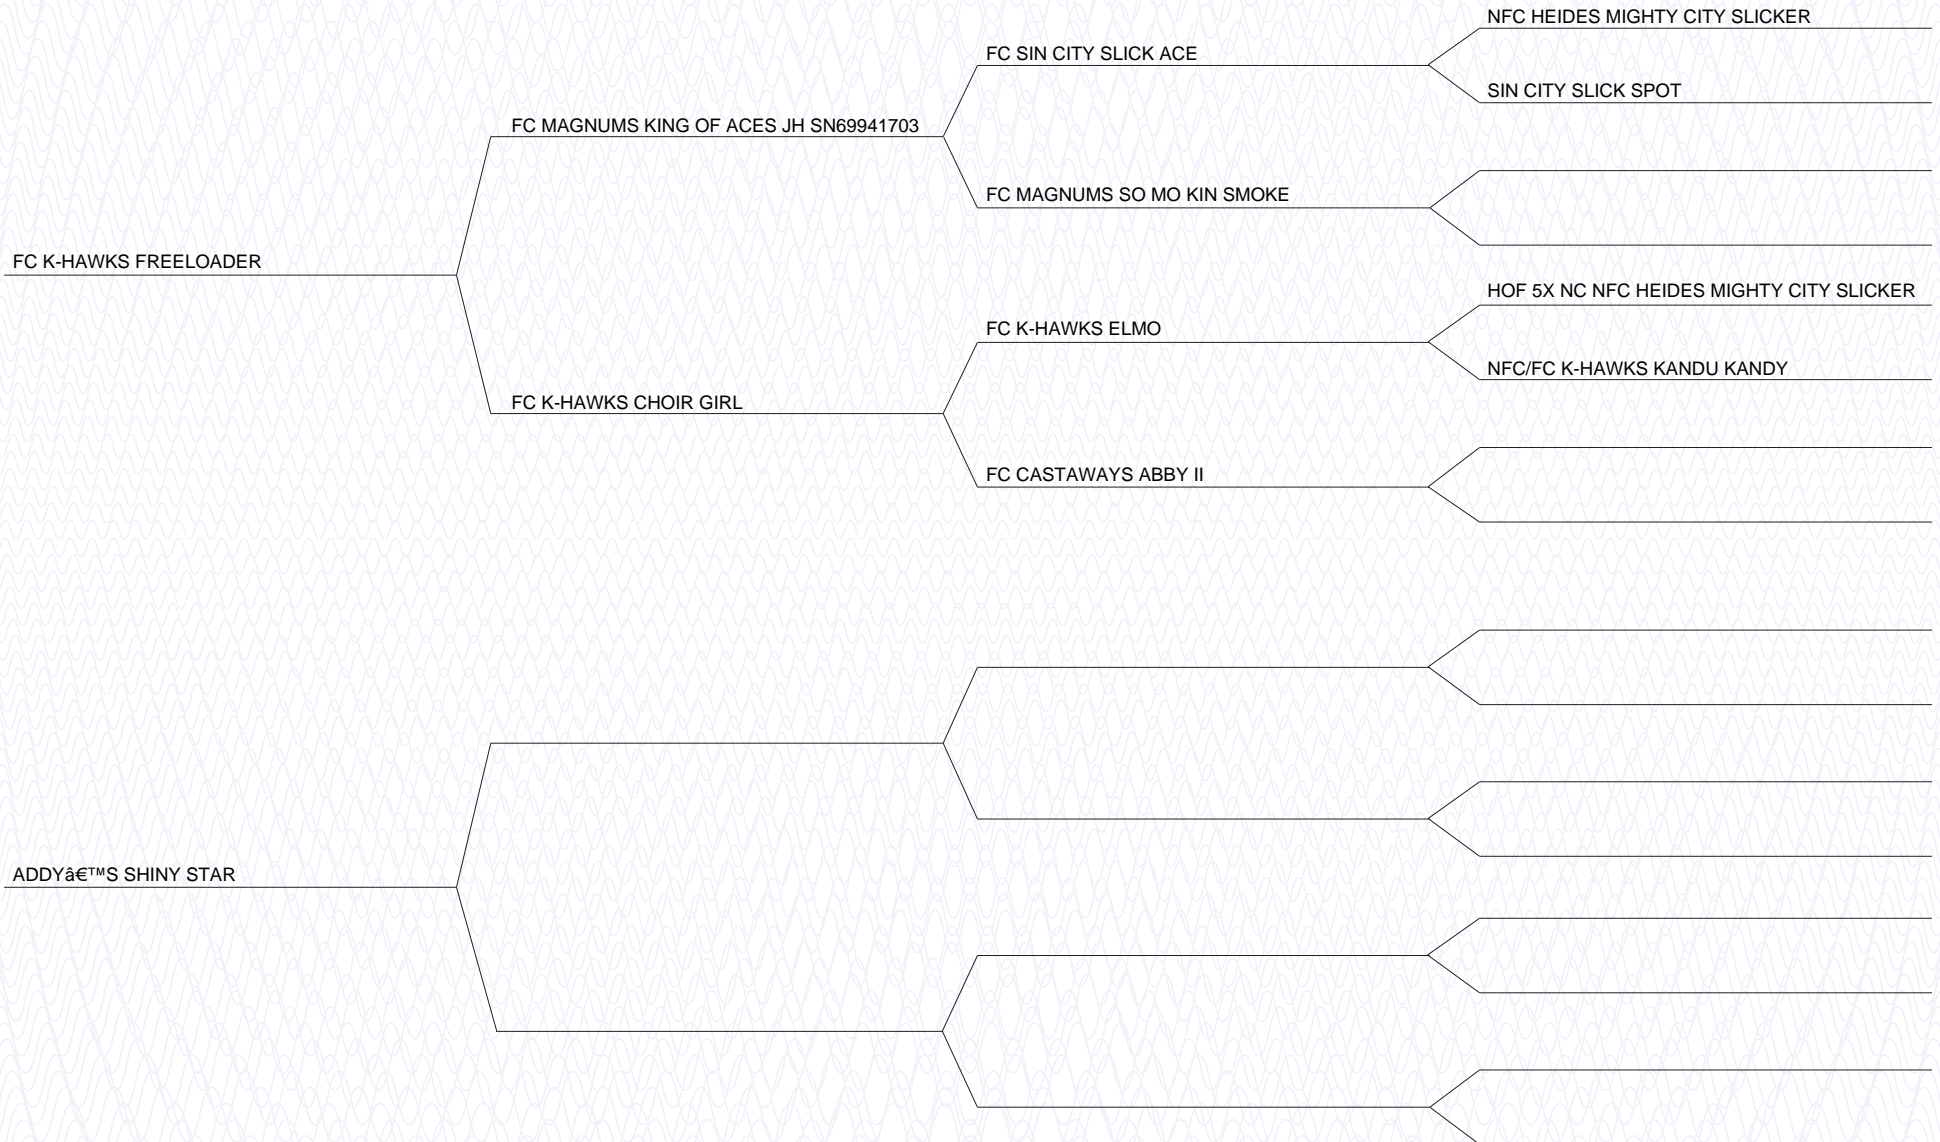 NFC HEIDES MIGHTY CITY SLICKER
FC SIN CITY SLICK ACE
SIN CITY SLICK SPOT
FC MAGNUMS KING OF ACES JH SN69941703
FC MAGNUMS SO MO KIN SMOKE
FC K-HAWKS FREELOADER
HOF 5X NC NFC HEIDES MIGHTY CITY SLICKER
FC K-HAWKS ELMO
NFC/FC K-HAWKS KANDU KANDY
FC K-HAWKS CHOIR GIRL
FC CASTAWAYS ABBY II
ADDY’S SHINY STAR